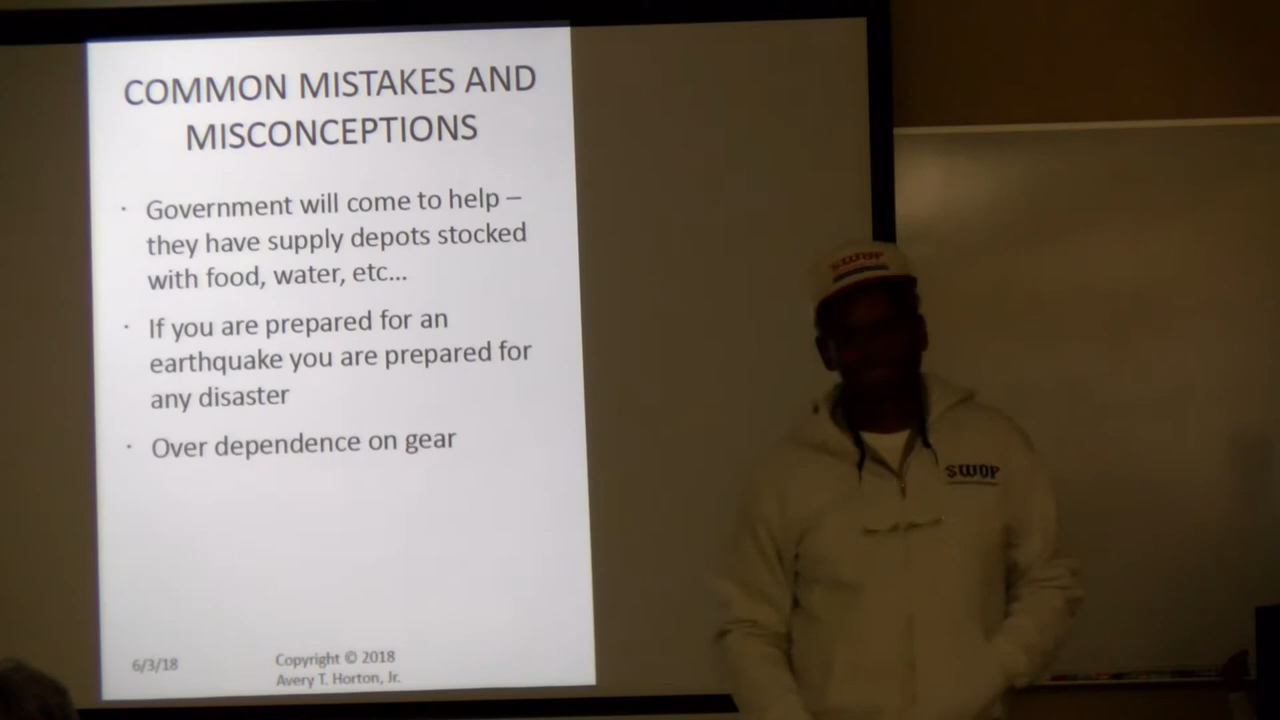 COMMON MISTAKES AND
MISCONCEPTIONS
· Government will come to help –
they have supply depots stocked
with food, water, etc...
· If you are prepared for an
earthquake you are prepared for
any disaster
· Over dependence on gear
6/3/18
Copyright © 2018
Avery T. Horton, Jr.
SWOP
SWOP